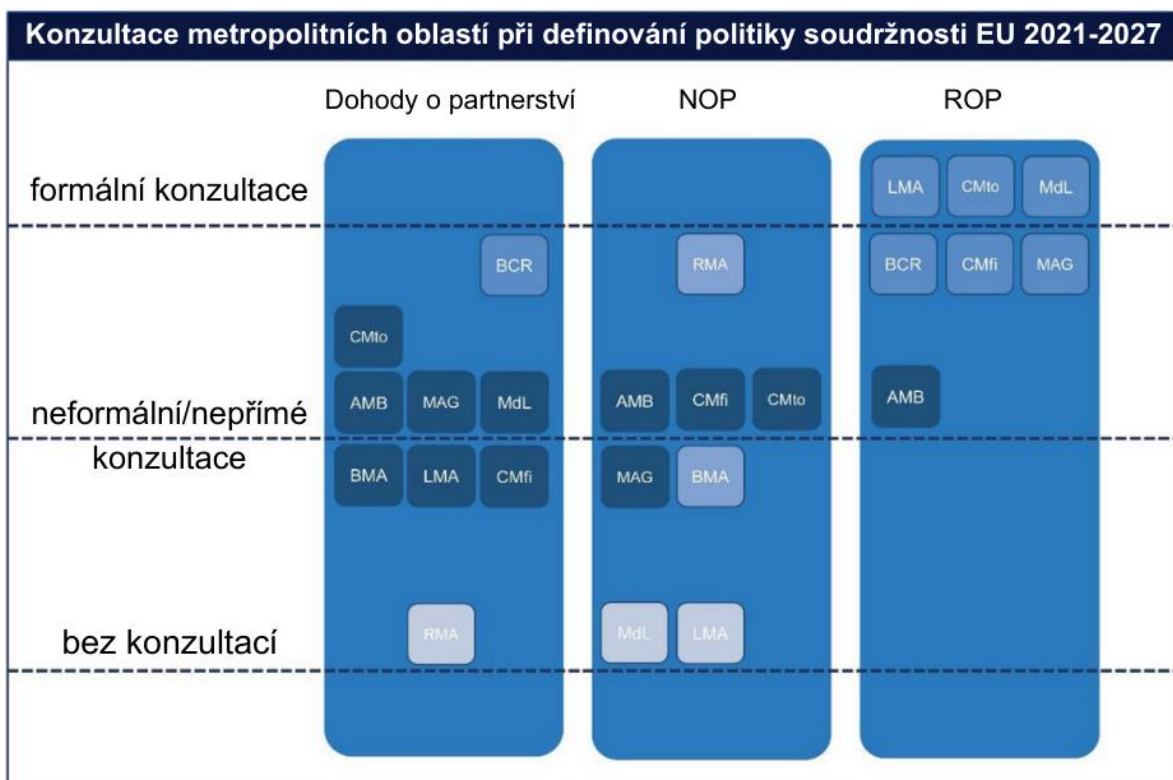 Konzultace metropolitních oblastí při definování politiky soudržnosti EU 2021-2027
Dohody o partnerství NOP ROP
formální konzultace
LMA CMto MdL
BCR RMA BCR CMfi MAG
CMto
neformální/nepřímé
AMB MAG MdL AMB CMfi CMto AMB
konzultace
BMA LMA CMfi MAG BMA
bez konzultací
RMA MdL LMA